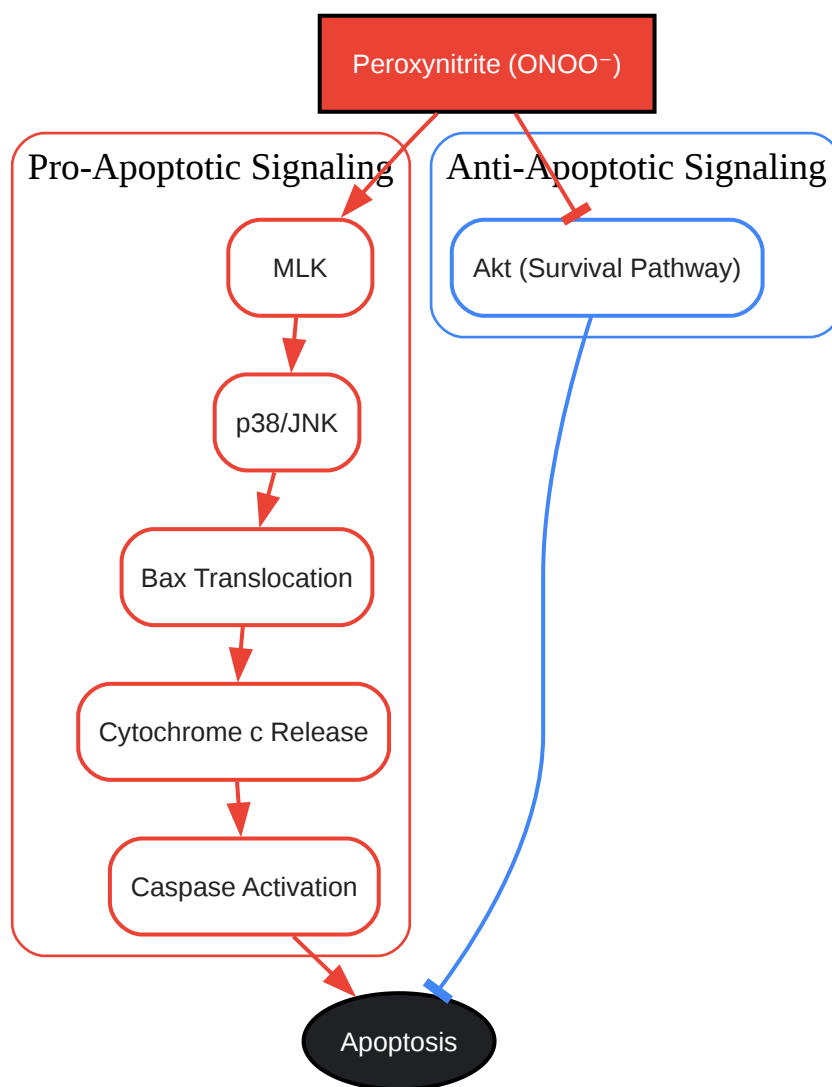 Peroxynitrite (ONOO⁻)
Pro-Apoptotic Signaling
Anti-Apoptotic Signaling
MLK
Akt (Survival Pathway)
p38/JNK
Bax Translocation
Cytochrome c Release
Caspase Activation
Apoptosis